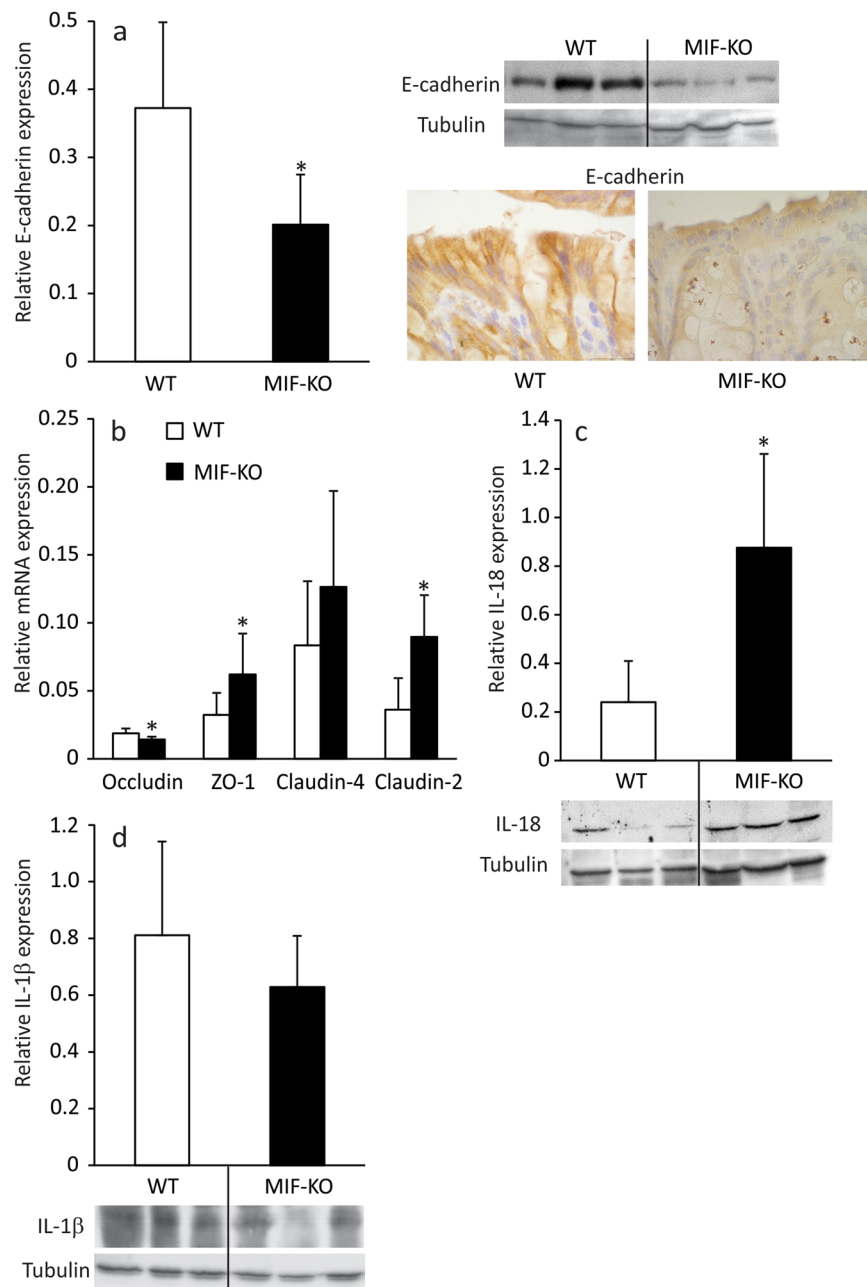 a
Relative E-cadherin expression
0.5
0.4
0.3
0.2
0.1
0
*
WT
MIF-KO
WT
MIF-KO
E-cadherin
Tubulin
E-cadherin
WT
MIF-KO
b
Relative mRNA expression
0.25
0.20
0.15
0.10
0.05
0
WT
MIF-KO
*
*
*
Occludin
ZO-1
Claudin-4
Claudin-2
c
Relative IL-18 expression
1.4
1.2
1.0
0.8
0.6
0.4
0.2
0
*
WT
MIF-KO
IL-18
Tubulin
d
Relative IL-1β expression
1.2
1.0
0.8
0.6
0.4
0.2
0
WT
MIF-KO
IL-1β
Tubulin